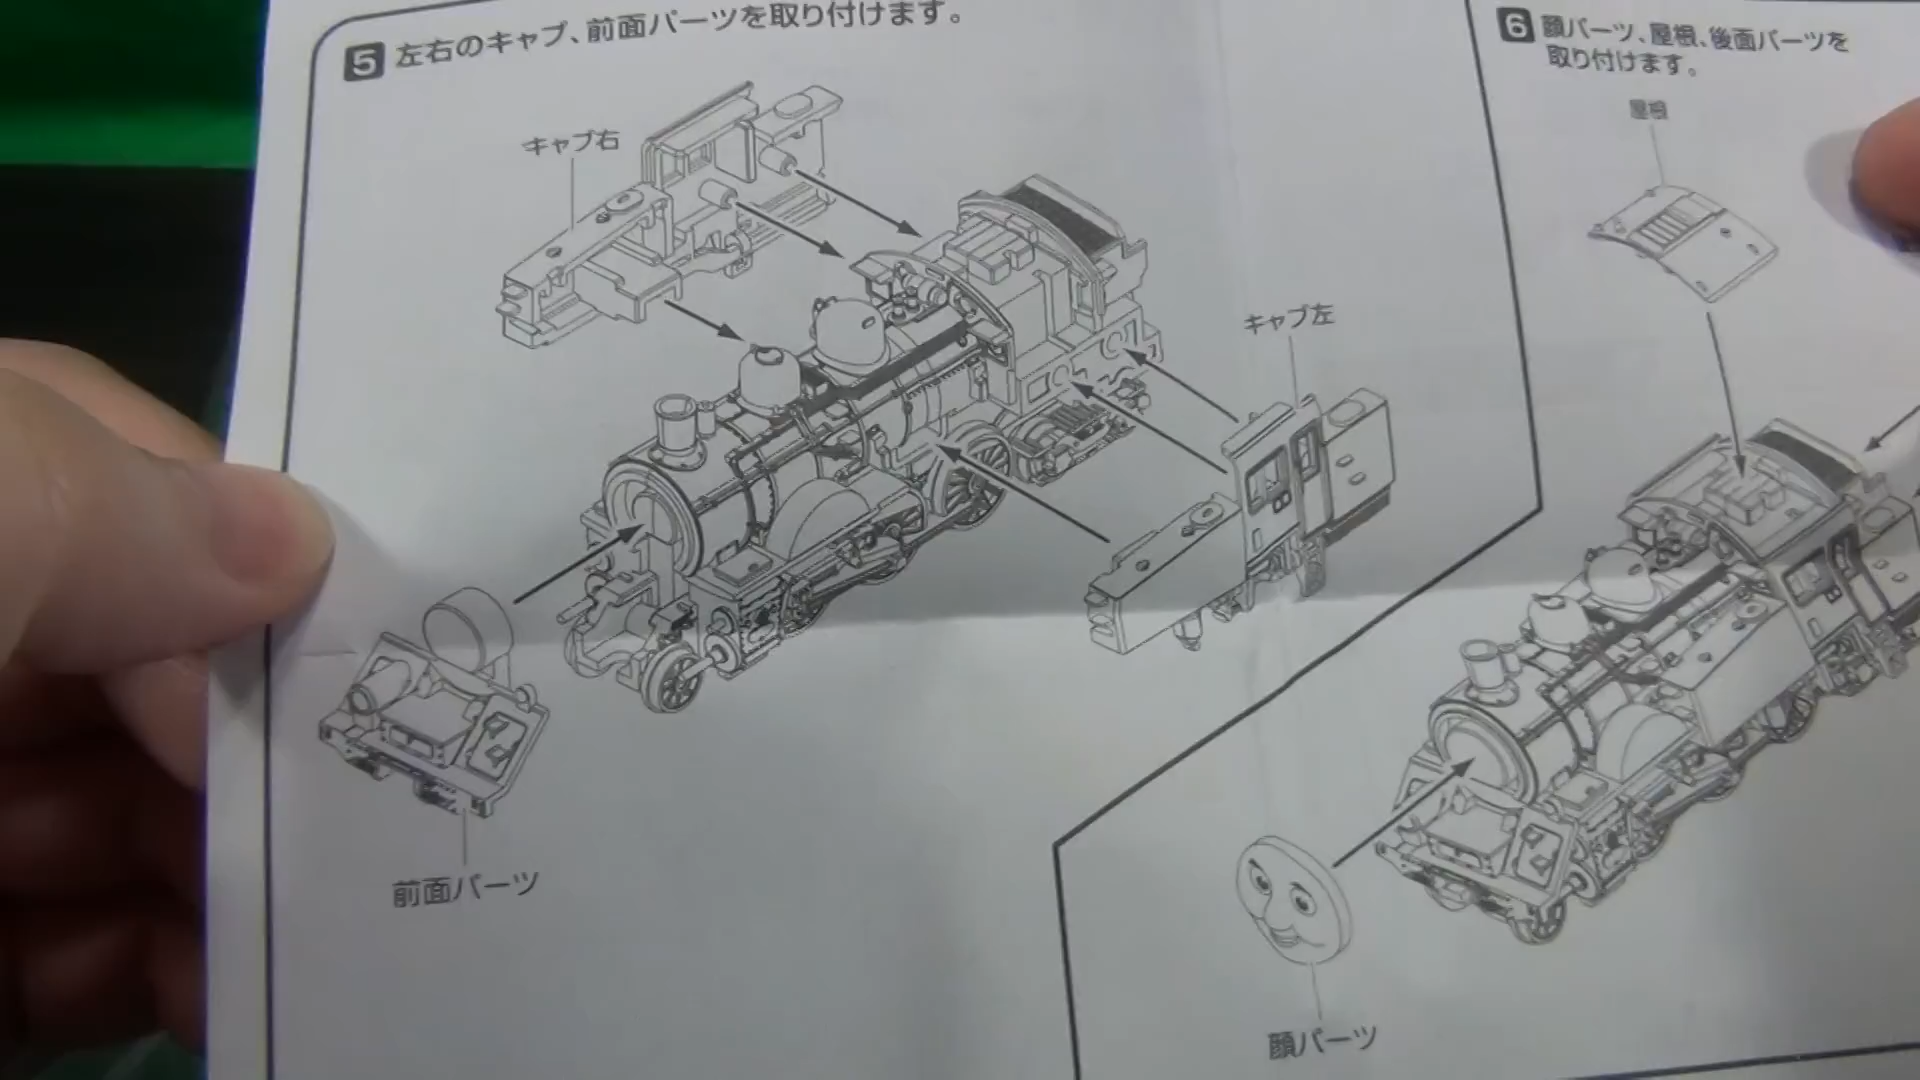 5 左右のキャブ、前面パーツを取り付けます。
キャブ右
キャブ左
前面パーツ
6 顔パーツ、屋根、後面パーツを
取り付けます。
屋根
顔パーツ